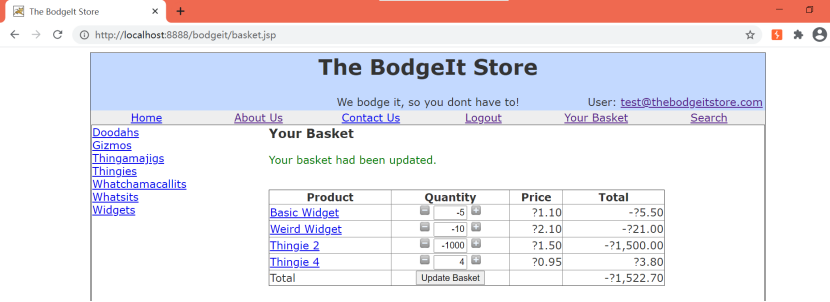 The BodgeIt Store
http://localhost:8888/bodgeit/basket.jsp
The BodgeIt Store
We bodge it, so you dont have to! User: test@thebodgeitstore.com
Home About Us Contact Us Logout Your Basket Search
Doodahs
Gizmos
Thingamajigs
Thingies
Whatchamacallits
Whatsits
Widgets
Your Basket
Your basket had been updated.
Product Quantity Price Total
Basic Widget -5 ?1.10 -?5.50
Weird Widget -10 ?2.10 -?21.00
Thingie 2 -1000 ?1.50 -?1,500.00
Thingie 4 4 ?0.95 ?3.80
Total Update Basket -?1,522.70